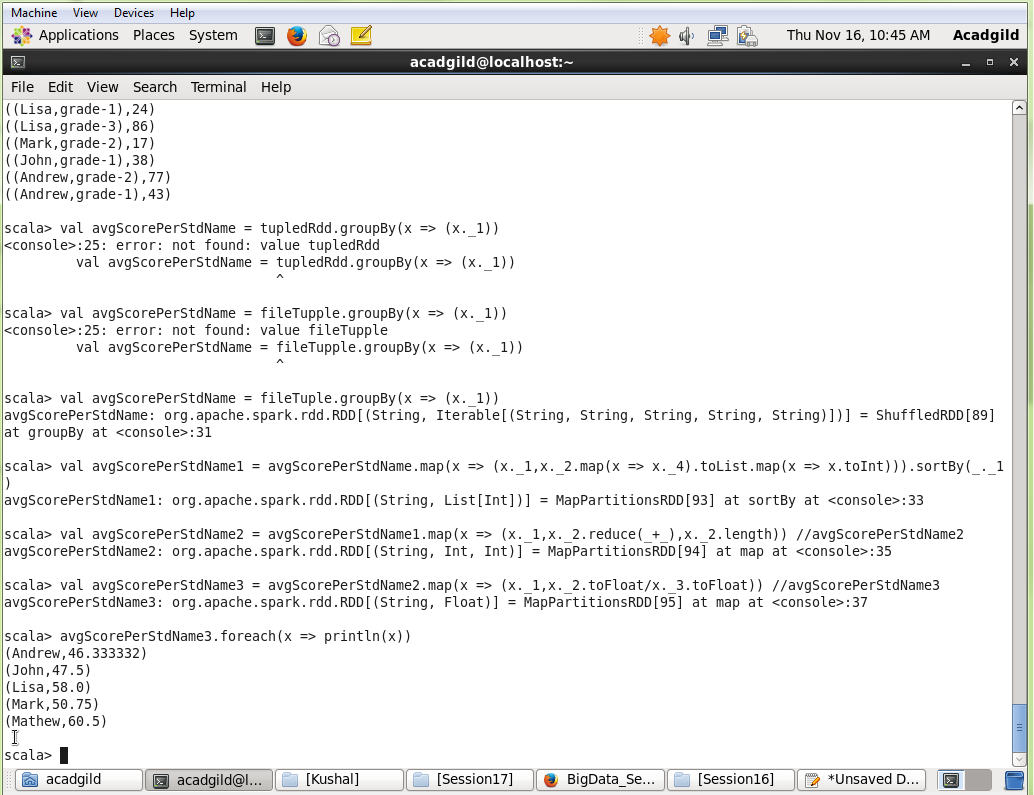 Machine View Devices Help
Applications Places System Thu Nov 16, 10:45 AM Acadgild
acadgild@localhost:~
File Edit View Search Terminal Help
((Lisa,grade-1),24)
((Lisa,grade-3),86)
((Mark,grade-2),17)
((John,grade-1),38)
((Andrew,grade-2),77)
((Andrew,grade-1),43)
scala> val avgScorePerStdName = tupledRdd.groupBy(x => (x._1))
<console>:25: error: not found: value tupledRdd
val avgScorePerStdName = tupledRdd.groupBy(x => (x._1))
^
scala> val avgScorePerStdName = fileTupple.groupBy(x => (x._1))
<console>:25: error: not found: value fileTupple
val avgScorePerStdName = fileTupple.groupBy(x => (x._1))
^
scala> val avgScorePerStdName = fileTuple.groupBy(x => (x._1))
avgScorePerStdName: org.apache.spark.rdd.RDD[(String, Iterable[(String, String, String, String, String)])] = ShuffledRDD[89]
at groupBy at <console>:31
scala> val avgScorePerStdName1 = avgScorePerStdName.map(x => (x._1,x._2.map(x => x._4).toList.map(x => x.toInt))).sortBy(_._1
)
avgScorePerStdName1: org.apache.spark.rdd.RDD[(String, List[Int])] = MapPartitionsRDD[93] at sortBy at <console>:33
scala> val avgScorePerStdName2 = avgScorePerStdName1.map(x => (x._1,x._2.reduce(_+_),x._2.length)) //avgScorePerStdName2
avgScorePerStdName2: org.apache.spark.rdd.RDD[(String, Int, Int)] = MapPartitionsRDD[94] at map at <console>:35
scala> val avgScorePerStdName3 = avgScorePerStdName2.map(x => (x._1,x._2.toFloat/x._3.toFloat)) //avgScorePerStdName3
avgScorePerStdName3: org.apache.spark.rdd.RDD[(String, Float)] = MapPartitionsRDD[95] at map at <console>:37
scala> avgScorePerStdName3.foreach(x => println(x))
(Andrew,46.333332)
(John,47.5)
(Lisa,58.0)
(Mark,50.75)
(Mathew,60.5)
scala>
acadgild acadgild@l... [Kushal] [Session17] BigData_Se... [Session16] *Unsaved D...